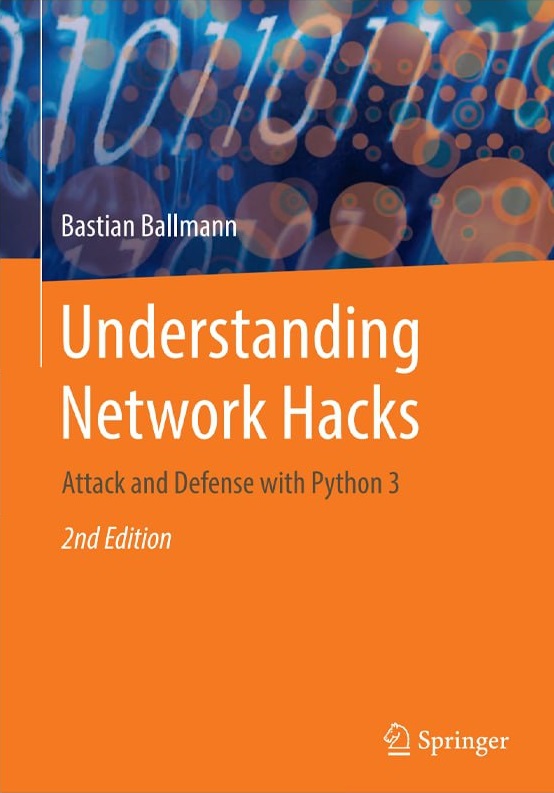 Bastian Ballmann
Understanding
Network Hacks
Attack and Defense with Python 3
2nd Edition
Springer